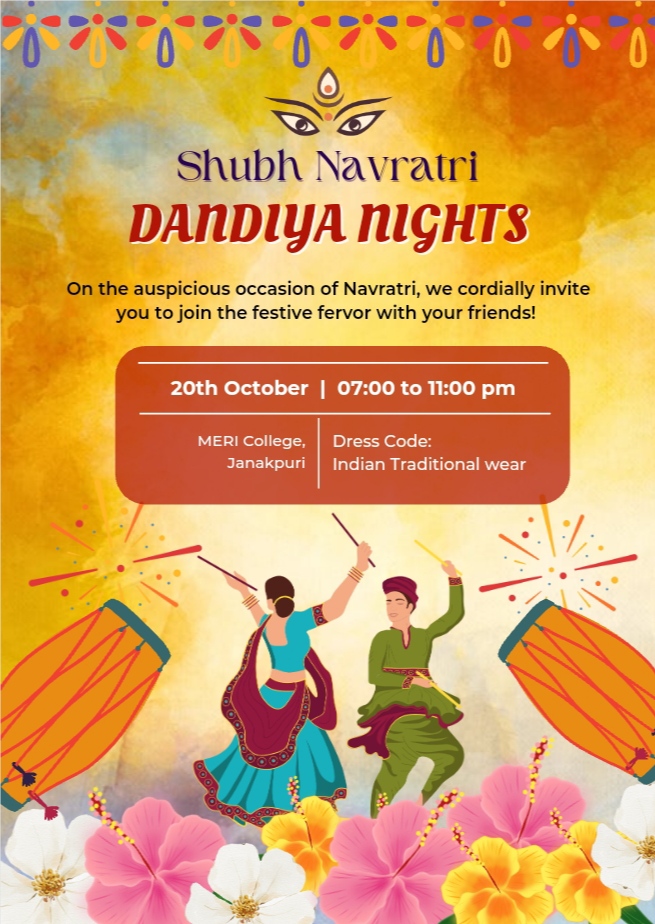 Shubh Navratri
DANDIYA NIGHTS
On the auspicious occasion of Navratri, we cordially invite
you to join the festive fervor with your friends!
20th October | 07:00 to 11:00 pm
MERI College,
Janakpuri
Dress Code:
Indian Traditional wear